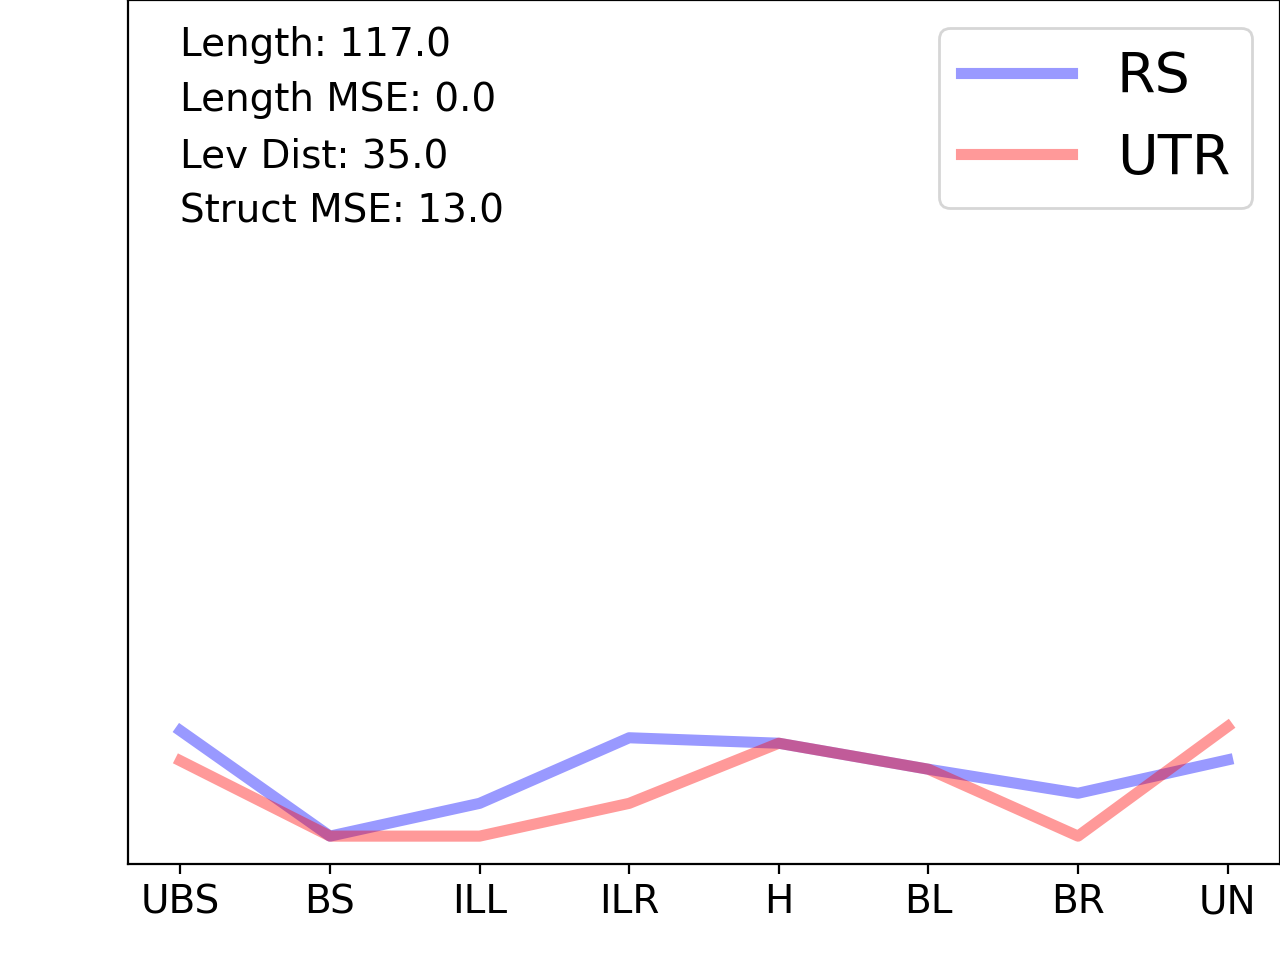 Length: 117.0
Length MSE: 0.0
Lev Dist: 35.0
Struct MSE: 13.0
RS
UTR
UBS BS ILL ILR H BL BR UN